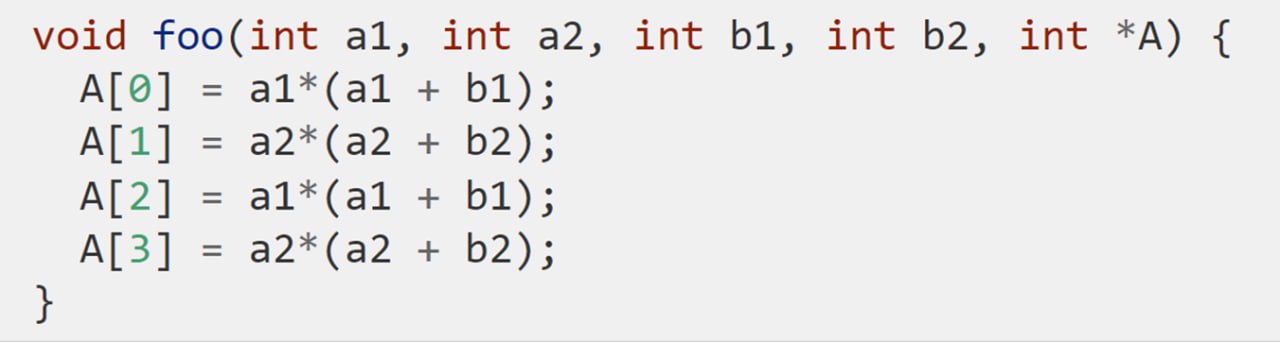 void foo(int a1, int a2, int b1, int b2, int *A) {
  A[0] = a1*(a1 + b1);
  A[1] = a2*(a2 + b2);
  A[2] = a1*(a1 + b1);
  A[3] = a2*(a2 + b2);
}